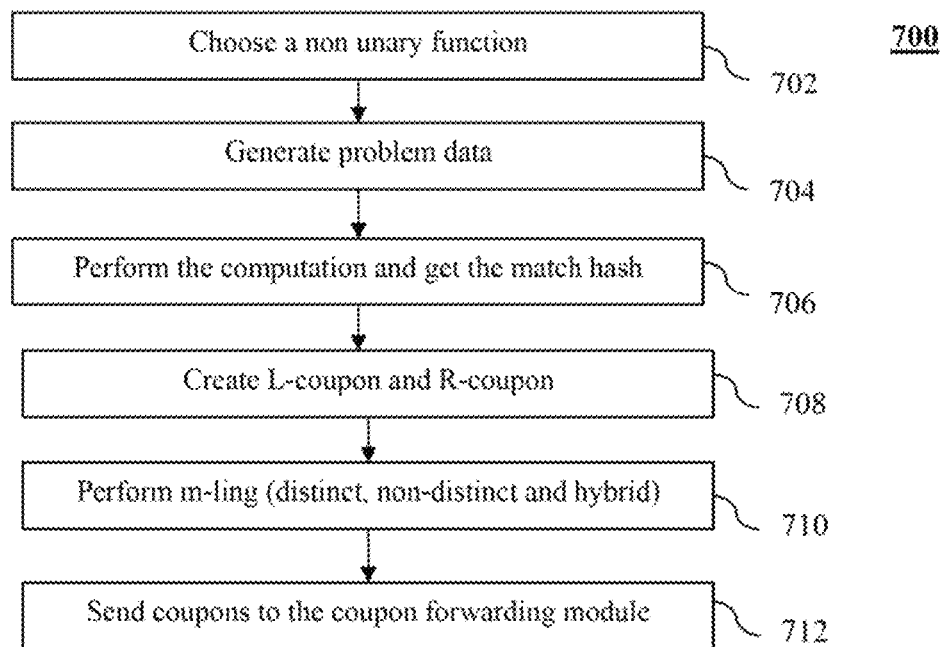 Choose a non unary function
700
702
Generate problem data
704
Perform the computation and get the match hash
706
Create L-coupon and R-coupon
708
Perform m-ling (distinct, non-distinct and hybrid)
710
Send coupons to the coupon forwarding module
712